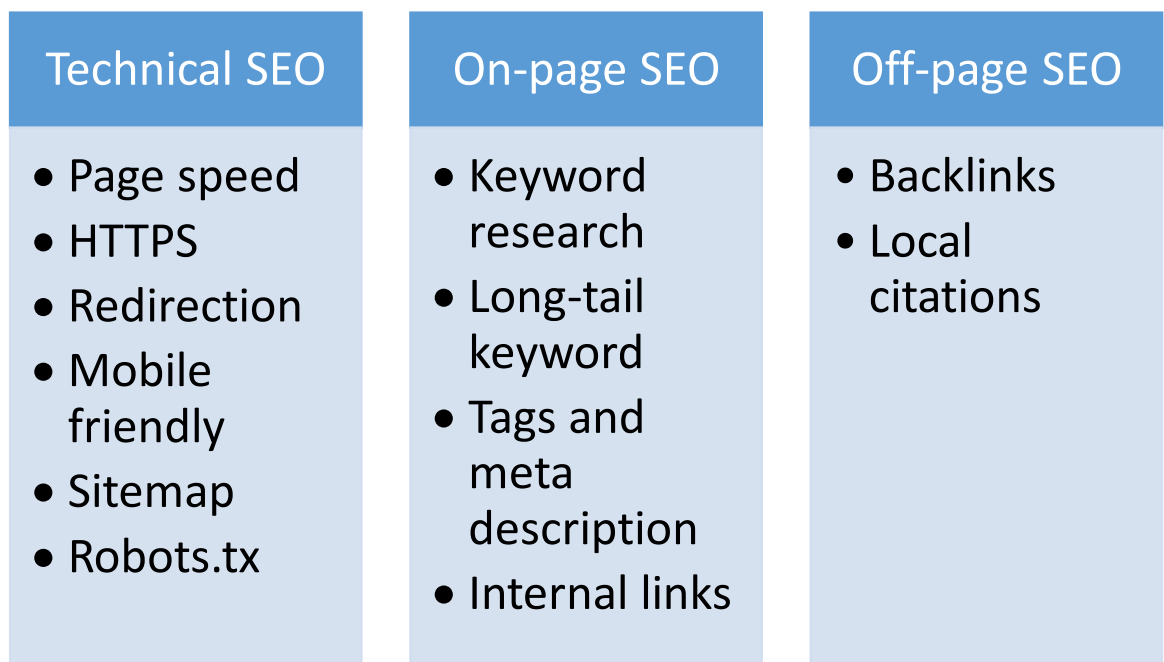 Technical SEO
• Page speed
• HTTPS
• Redirection
• Mobile
friendly
• Sitemap
• Robots.tx
On-page SEO
• Keyword
research
• Long-tail
keyword
• Tags and
meta
description
• Internal links
Off-page SEO
• Backlinks
• Local
citations